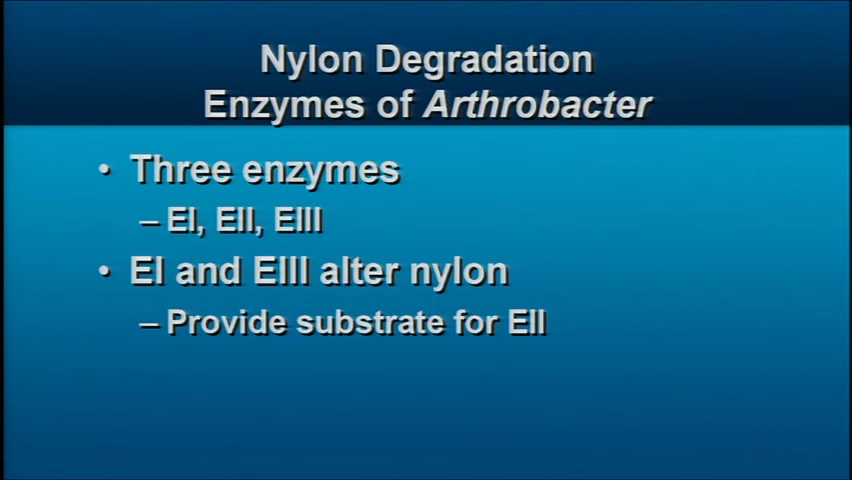 Nylon Degradation
Enzymes of Arthrobacter
• Three enzymes
– EI, EII, EIII
• EI and EIII alter nylon
– Provide substrate for EII